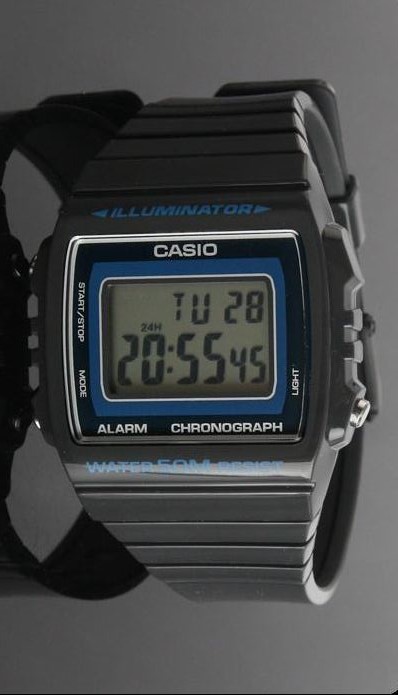 ILLUMINATOR
CASIO
START/STOP
TU 28
24H
20:55 45
MODE
LIGHT
ALARM CHRONOGRAPH
WATER 50M RESIST